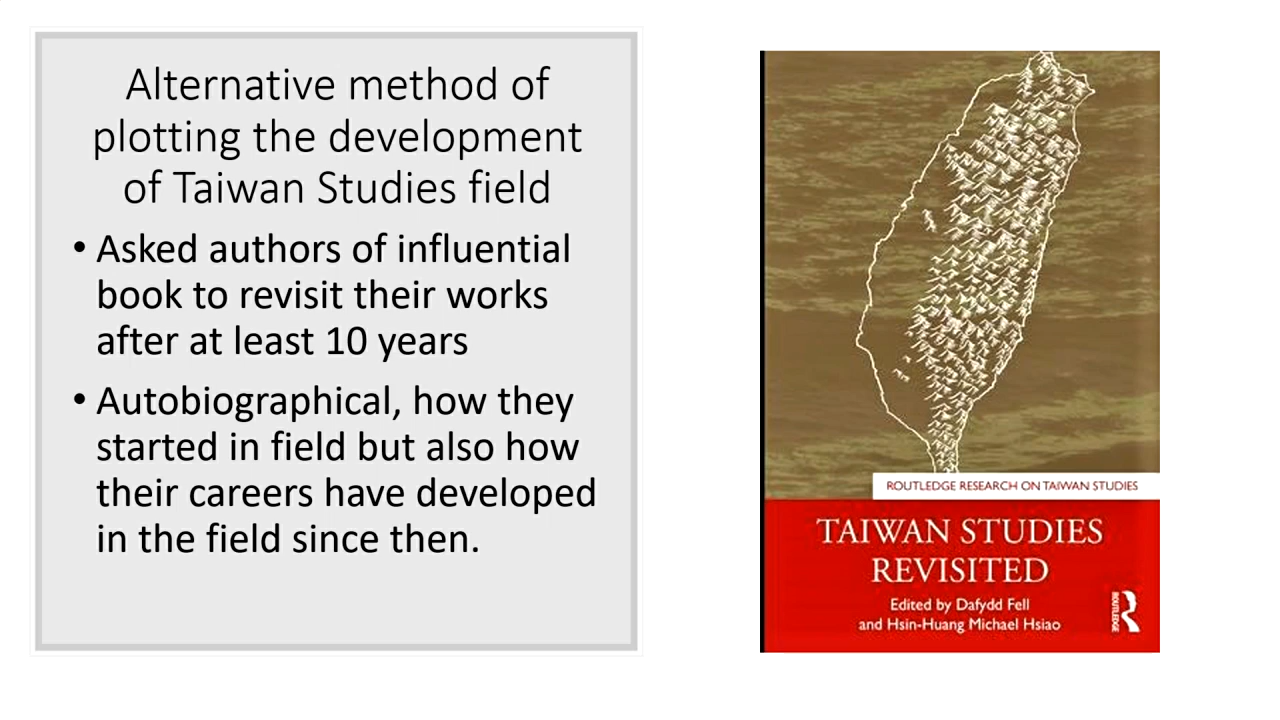 Alternative method of
plotting the development
of Taiwan Studies field
• Asked authors of influential
book to revisit their works
after at least 10 years
• Autobiographical, how they
started in field but also how
their careers have developed
in the field since then.
ROUTLEDGE RESEARCH ON TAIWAN STUDIES
TAIWAN STUDIES
REVISITED
Edited by Dafydd Fell
and Hsin-Huang Michael Hsiao
ROUTLEDGE